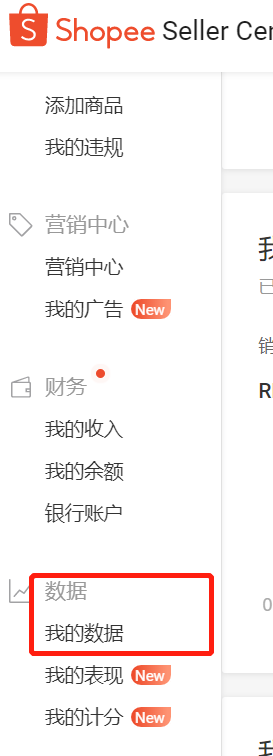 Shopee Seller Cen
添加商品
我的违规
营销中心
营销中心
我的广告 New
财务
我的收入
我的余额
银行账户
数据
我的数据
我的表现 New
我的计分 New